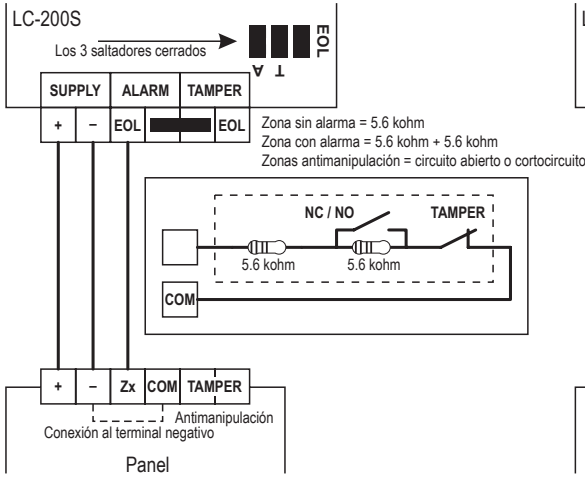 LC-200S
Los 3 saltadores cerrados
EOL
A T
SUPPLY ALARM TAMPER
+ – EOL EOL
Zona sin alarma = 5.6 kohm
Zona con alarma = 5.6 kohm + 5.6 kohm
Zonas antimanipulación = circuito abierto o cortocircuito
NC / NO TAMPER
5.6 kohm 5.6 kohm
COM
+ – Zx COM TAMPER
Antimanipulación
Conexión al terminal negativo
Panel